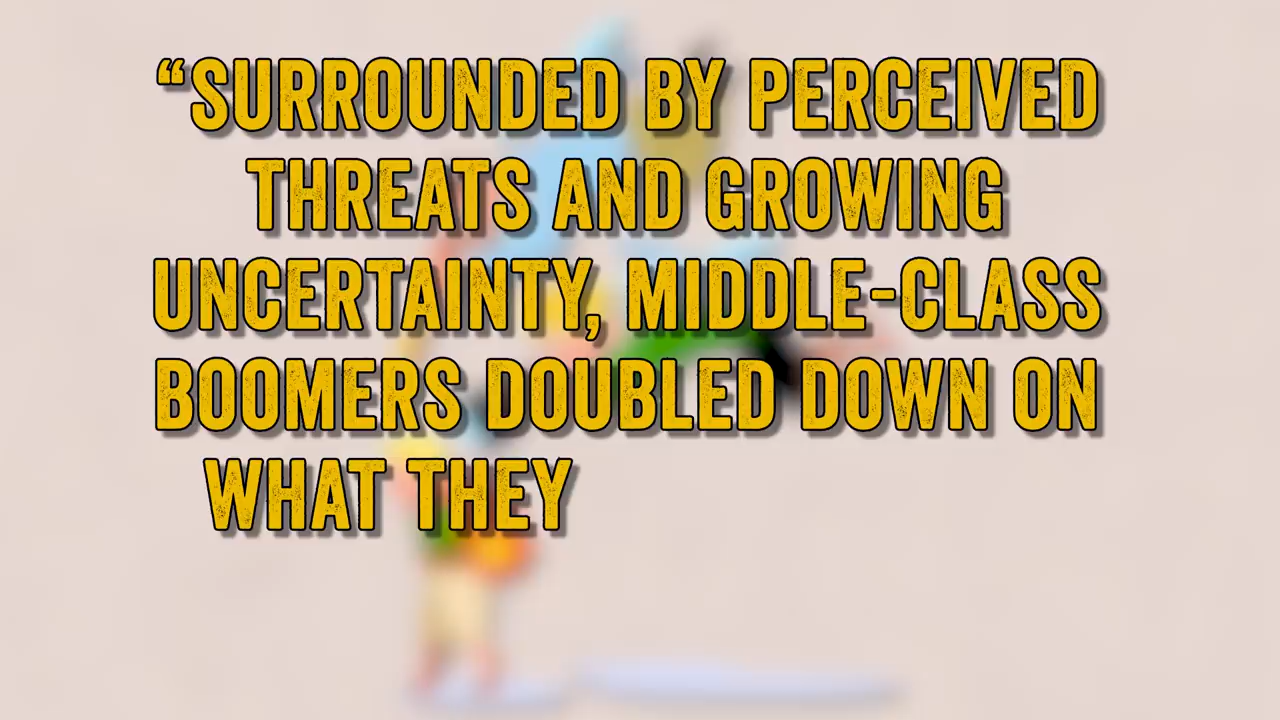 “SURROUNDED BY PERCEIVED
THREATS AND GROWING
UNCERTAINTY, MIDDLE-CLASS
BOOMERS DOUBLED DOWN ON
WHAT THEY